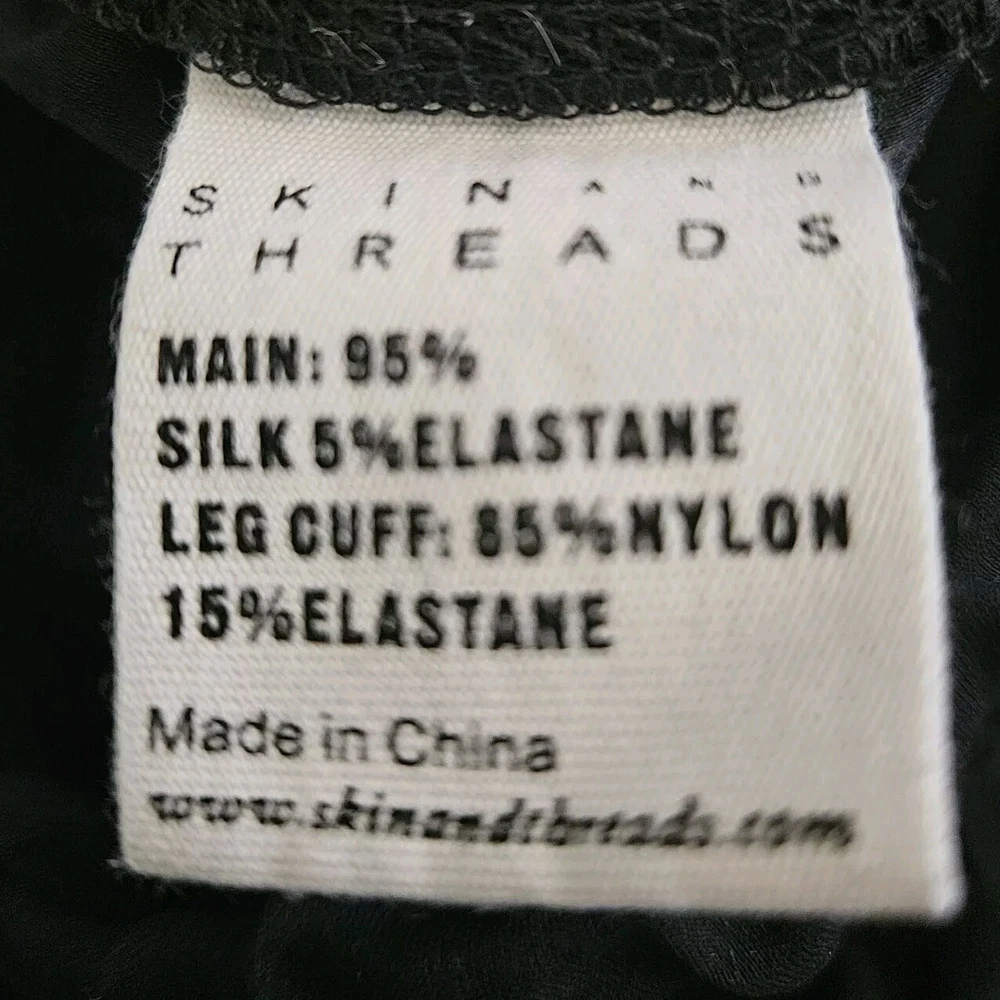 SKIN AND
THREADS
MAIN: 95%
SILK 5%ELASTANE
LEG CUFF: 85%NYLON
15%ELASTANE
Made in China
www.skinandthreads.com